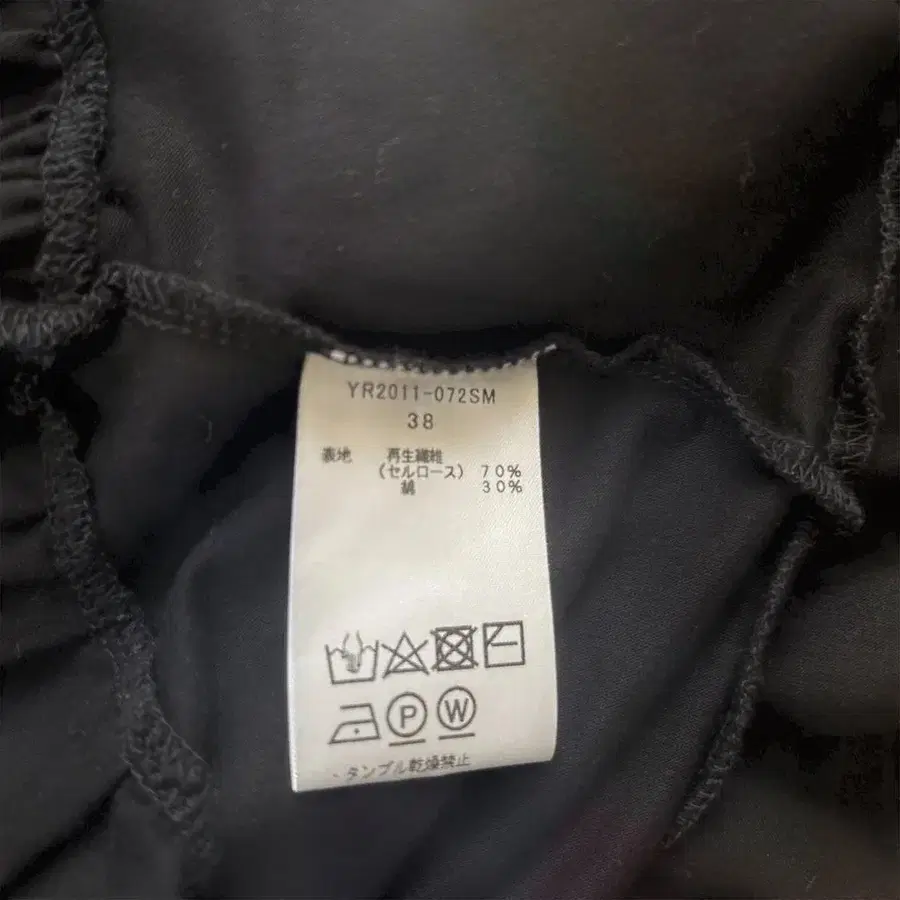 YR2011-072SM
38
表地 再生繊維
(セルロース) 70%
綿 30%
P W
タンブル乾燥禁止